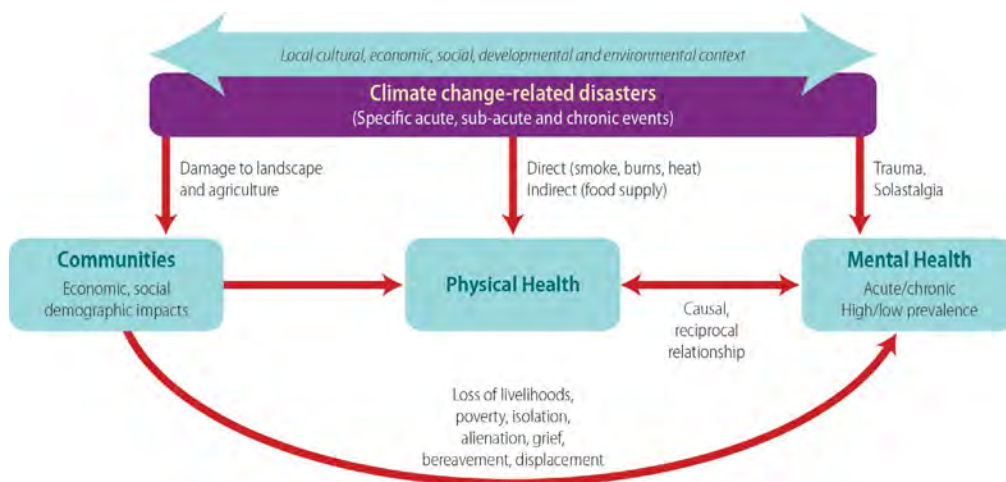 Local cultural, economic, social, developmental and environmental context
Climate change-related disasters
(Specific acute, sub-acute and chronic events)
Damage to landscape
and agriculture
Direct (smoke, burns, heat)
Indirect (food supply)
Trauma,
Solastalgia
Communities
Economic, social
demographic impacts
Physical Health
Mental Health
Acute/chronic
High/low prevalence
Causal,
reciprocal
relationship
Loss of livelihoods,
poverty, isolation,
alienation, grief,
bereavement, displacement